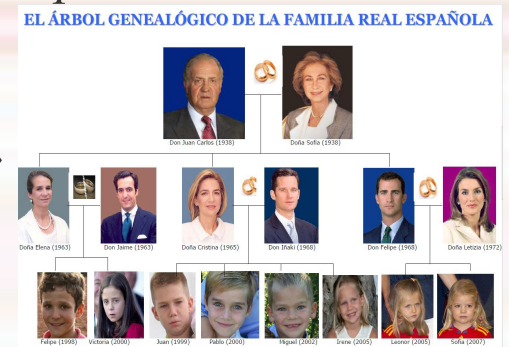 EL ÁRBOL GENEALÓGICO DE LA FAMILIA REAL ESPAÑOLA
Don Juan Carlos (1938)
Doña Sofía (1938)
Doña Elena (1963)
Don Jaime (1963)
Doña Cristina (1965)
Don Iñaki (1968)
Don Felipe (1968)
Doña Letizia (1972)
Felipe (1998)
Victoria (2000)
Juan (1999)
Pablo (2000)
Miguel (2002)
Irene (2005)
Leonor (2005)
Sofía (2007)